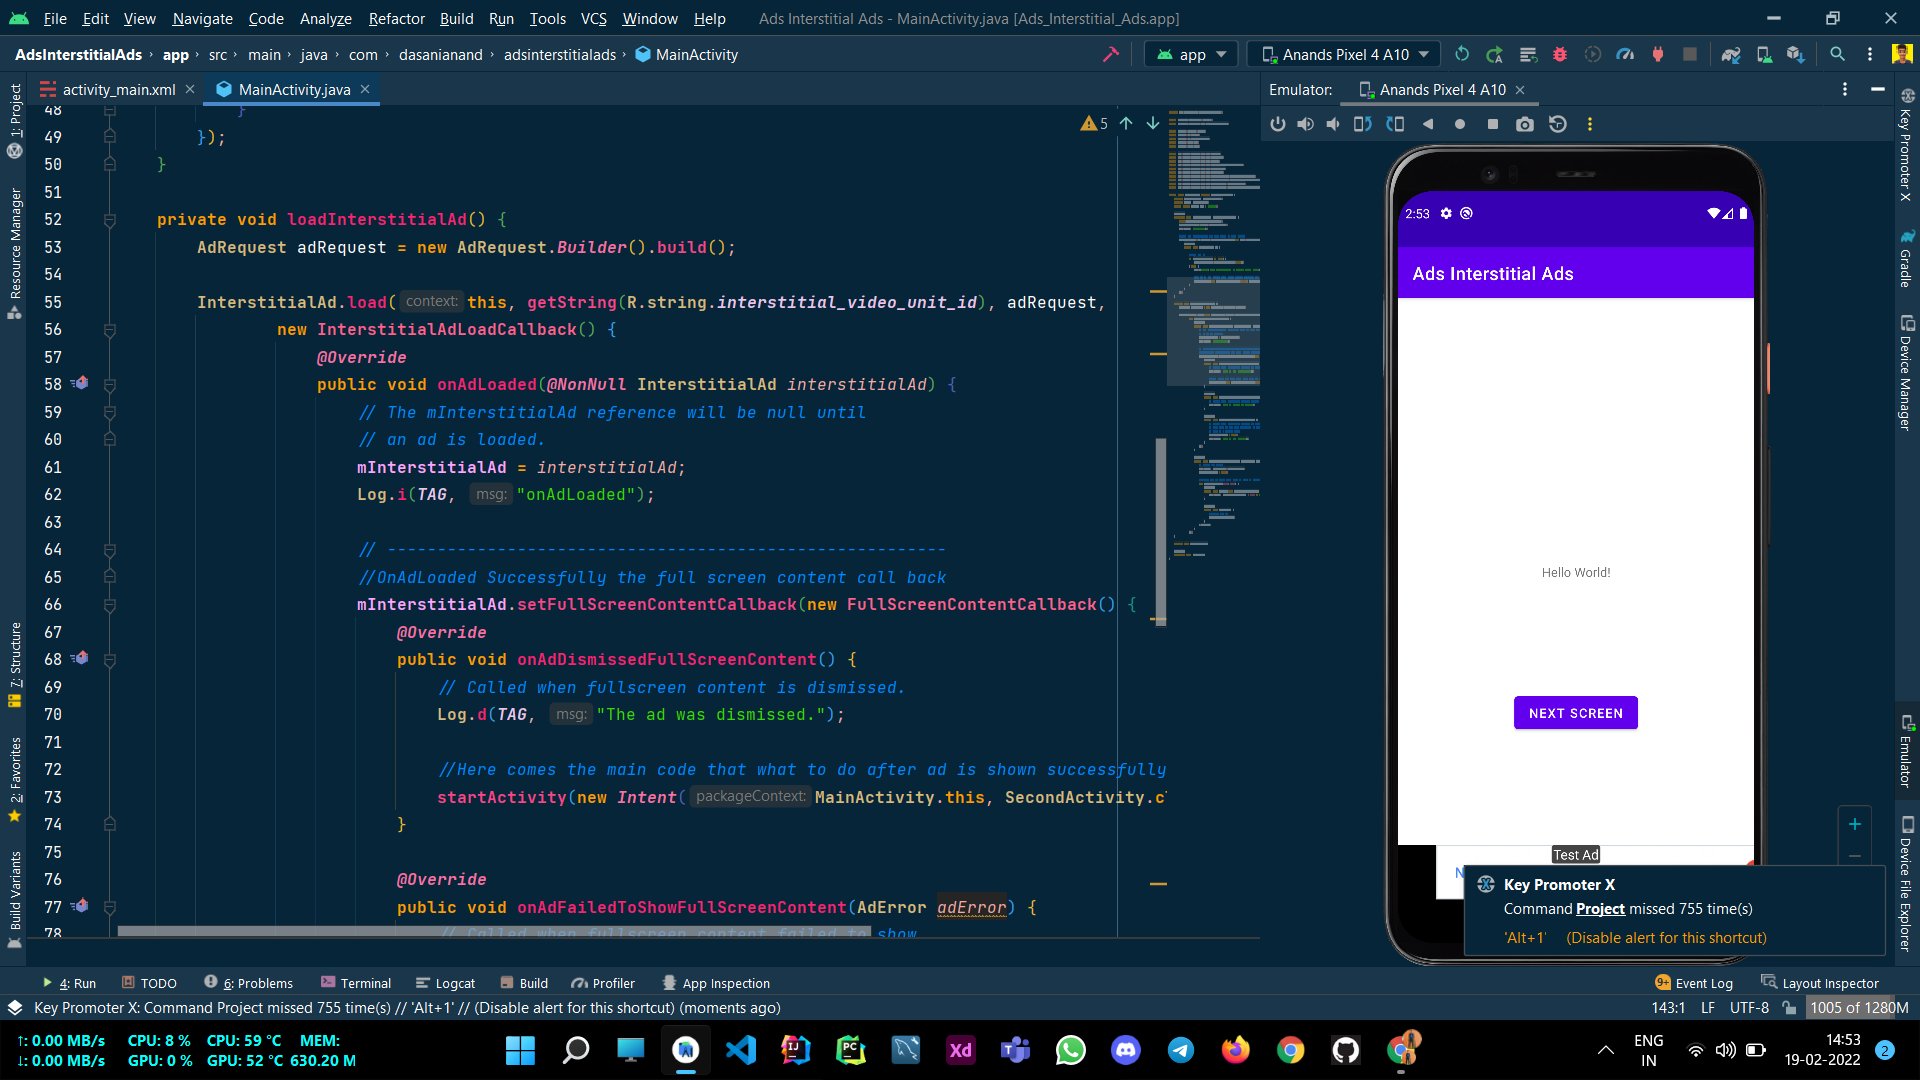 File Edit View Navigate Code Analyze Refactor Build Run Tools VCS Window Help Ads Interstitial Ads - MainActivity.java [Ads_Interstitial_Ads.app]
AdsInterstitialAds › app › src › main › java › com › dasanianand › adsinterstitialads › MainActivity app Anands Pixel 4 A10
activity_main.xml MainActivity.java Emulator: Anands Pixel 4 A10
1: Project
Resource Manager
7: Structure
2: Favorites
Build Variants
5
48 }
49 });
50 }
51
52 private void loadInterstitialAd() {
53 AdRequest adRequest = new AdRequest.Builder().build();
54
55 InterstitialAd.load( context: this, getString(R.string.interstitial_video_unit_id), adRequest,
56 new InterstitialAdLoadCallback() {
57 @Override
58 public void onAdLoaded(@NonNull InterstitialAd interstitialAd) {
59 // The mInterstitialAd reference will be null until
60 // an ad is loaded.
61 mInterstitialAd = interstitialAd;
62 Log.i(TAG, msg: "onAdLoaded");
63
64 // --------------------------------------------------------
65 //OnAdLoaded Successfully the full screen content call back
66 mInterstitialAd.setFullScreenContentCallback(new FullScreenContentCallback() {
67 @Override
68 public void onAdDismissedFullScreenContent() {
69 // Called when fullscreen content is dismissed.
70 Log.d(TAG, msg: "The ad was dismissed.");
71
72 //Here comes the main code that what to do after ad is shown successfully
73 startActivity(new Intent( packageContext: MainActivity.this, SecondActivity.c
74 }
75
76 @Override
77 public void onAdFailedToShowFullScreenContent(AdError adError) {
78 // Called when fullscreen content failed to show
2:53
Ads Interstitial Ads
Hello World!
NEXT SCREEN
Test Ad
N
Key Promoter X
Command Project missed 755 time(s)
'Alt+1' (Disable alert for this shortcut)
+
−
Key Promoter X
Gradle
Device Manager
Emulator
Device File Explorer
4: Run TODO 6: Problems Terminal Logcat Build Profiler App Inspection 9+ Event Log Layout Inspector
Key Promoter X: Command Project missed 755 time(s) // 'Alt+1' // (Disable alert for this shortcut) (moments ago) 143:1 LF UTF-8 1005 of 1280M
↑: 0.00 MB/s CPU: 8 % CPU: 59 °C MEM:
↓: 0.00 MB/s GPU: 0 % GPU: 52 °C 630.20 M
IJ PC Xd
ENG
IN
14:53
19-02-2022
2